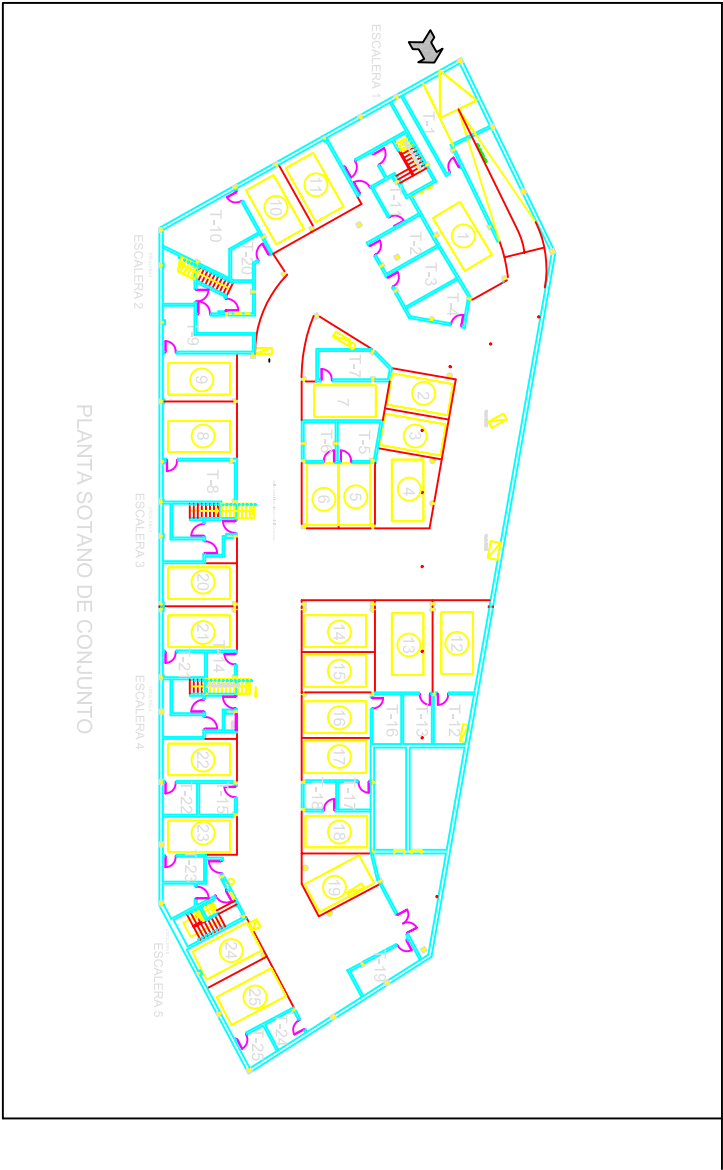 PLANTA SOTANO DE CONJUNTO
ESCALERA 1
ESCALERA 2
ESCALERA 3
ESCALERA 4
ESCALERA 5
T-1
1
T-1
T-2
T-3
T-4
11
10
T-10
T-20
T-9
9
8
T-8
T-7
7
2
3
4
T-6
T-5
6
5
20
21
T-21
T-14
14
15
13
12
16
17
T-16
T-13
T-12
22
T-22
T-15
T-18
T-17
23
T-23
18
19
T-19
24
25
T-24
T-25